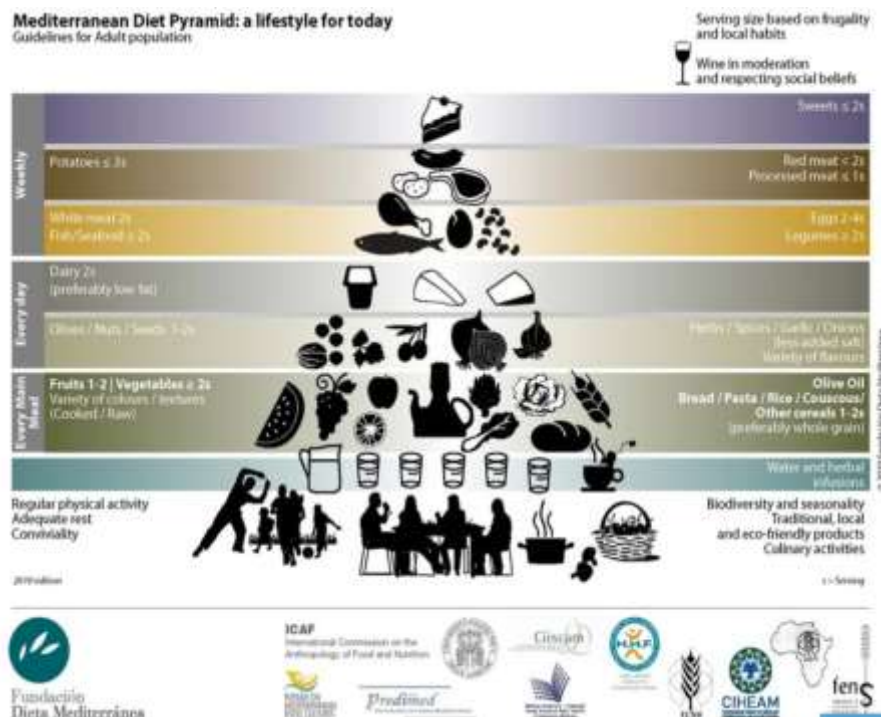 Mediterranean Diet Pyramid: a lifestyle for today
Guidelines for Adult population
Serving size based on frugality
and local habits
Wine in moderation
and respecting social beliefs
Weekly
Sweets ≤ 2s
Potatoes ≤ 3s
Red meat < 2s
Processed meat ≤ 1s
White meat 2s
Fish/Seafood ≥ 2s
Eggs 2-4s
Legumes ≥ 2s
Every day
Dairy 2s
(preferably low fat)
Olives / Nuts / Seeds 1-2s
Herbs / Spices / Garlic / Onions
(less added salt)
Variety of flavours
Every Main
Meal
Fruits 1-2 | Vegetables ≥ 2s
Variety of colours / textures
(Cooked / Raw)
Olive Oil
Bread / Pasta / Rice / Couscous/
Other cereals 1-2s
(preferably whole grain)
Water and herbal
infusions
Regular physical activity
Adequate rest
Conviviality
Biodiversity and seasonality
Traditional, local
and eco-friendly products
Culinary activities
2010 edition
s = Serving
Fundación
Dieta Mediterránea
ICAF
International Commission on the
Anthropology of Food and Nutrition
Ciiscam
Predimed
CIHEAM
fens